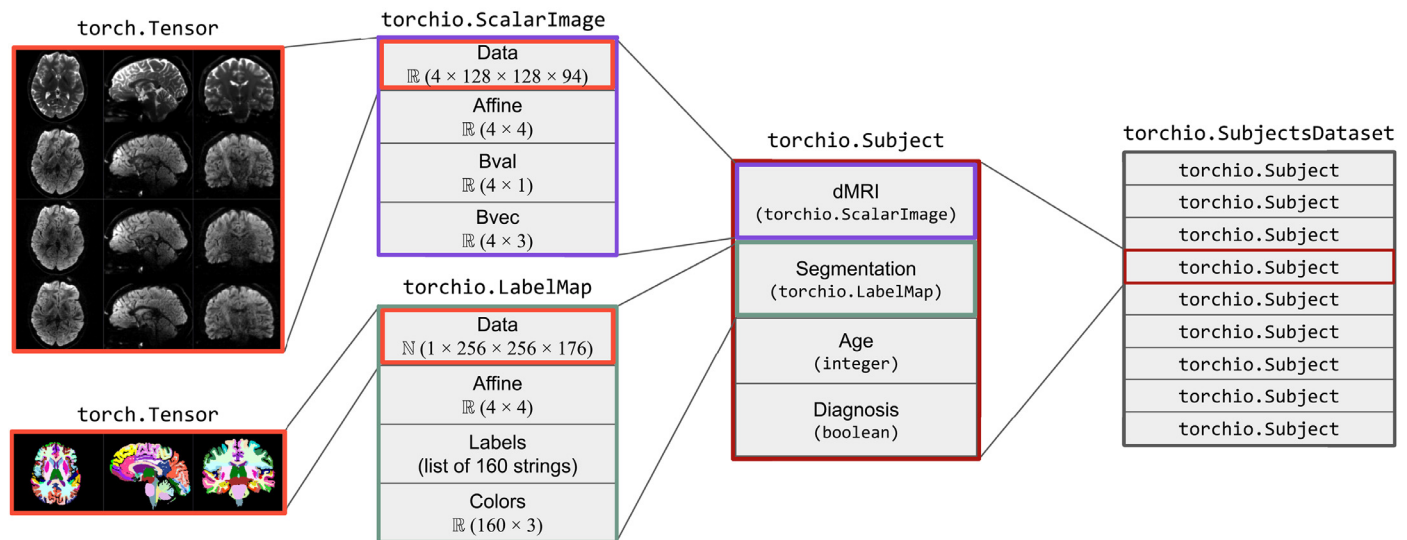 torch.Tensor
torchio.ScalarImage
Data
ℝ (4 × 128 × 128 × 94)
Affine
ℝ (4 × 4)
Bval
ℝ (4 × 1)
Bvec
ℝ (4 × 3)
torch.Tensor
torchio.LabelMap
Data
ℕ (1 × 256 × 256 × 176)
Affine
ℝ (4 × 4)
Labels
(list of 160 strings)
Colors
ℝ (160 × 3)
torchio.Subject
dMRI
(torchio.ScalarImage)
Segmentation
(torchio.LabelMap)
Age
(integer)
Diagnosis
(boolean)
torchio.SubjectsDataset
torchio.Subject
torchio.Subject
torchio.Subject
torchio.Subject
torchio.Subject
torchio.Subject
torchio.Subject
torchio.Subject
torchio.Subject